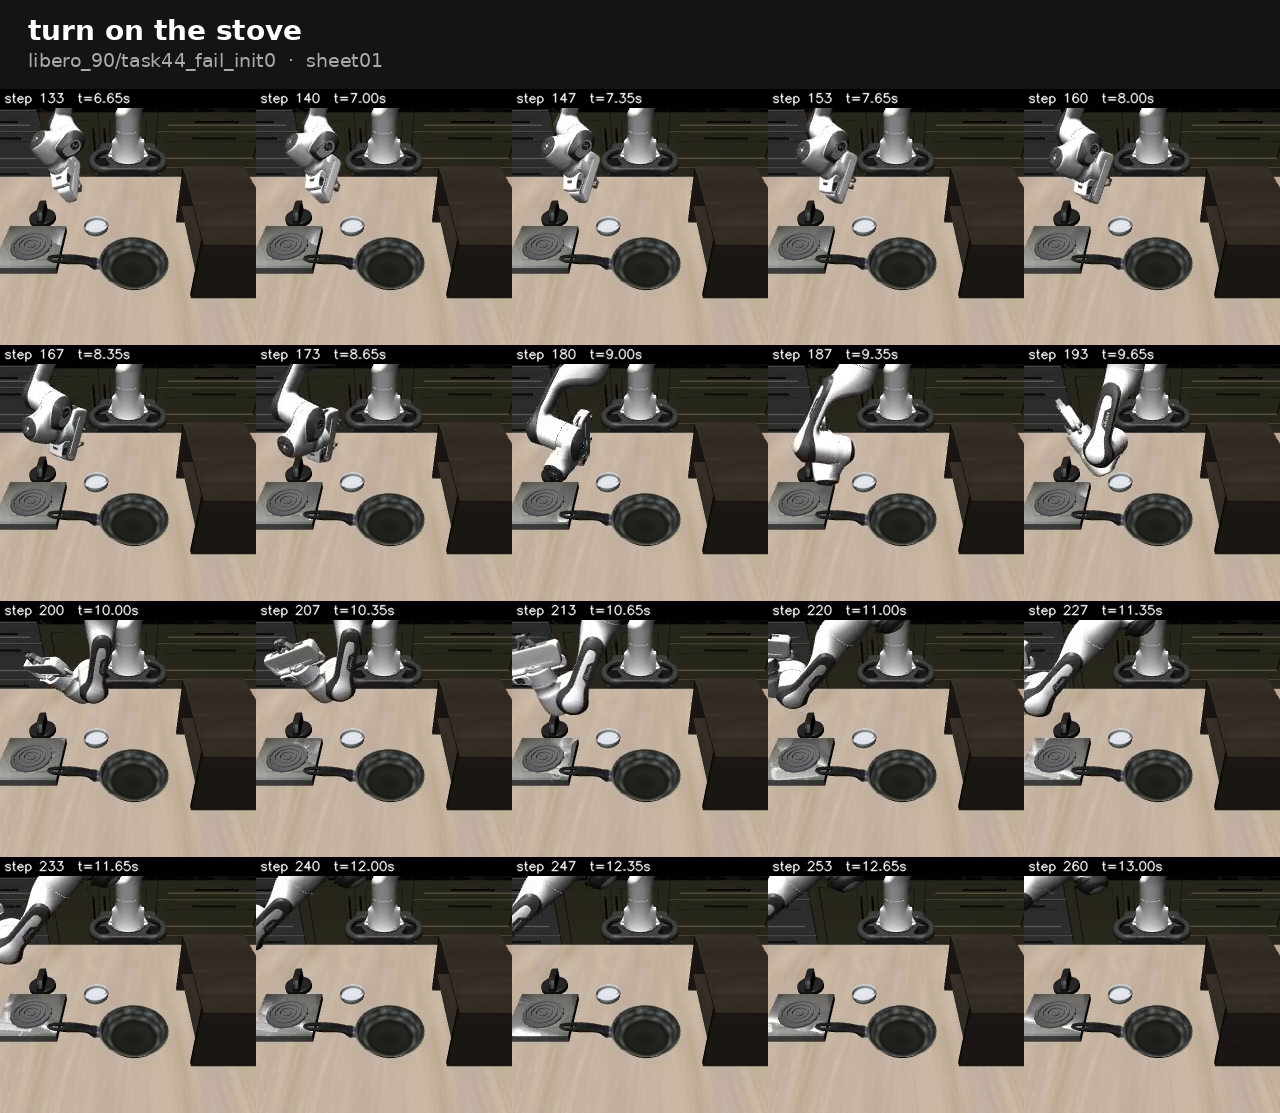 turn on the stove
libero_90/task44_fail_init0 · sheet01
step 133 t=6.65s
step 140 t=7.00s
step 147 t=7.35s
step 153 t=7.65s
step 160 t=8.00s
step 167 t=8.35s
step 173 t=8.65s
step 180 t=9.00s
step 187 t=9.35s
step 193 t=9.65s
step 200 t=10.00s
step 207 t=10.35s
step 213 t=10.65s
step 220 t=11.00s
step 227 t=11.35s
step 233 t=11.65s
step 240 t=12.00s
step 247 t=12.35s
step 253 t=12.65s
step 260 t=13.00s